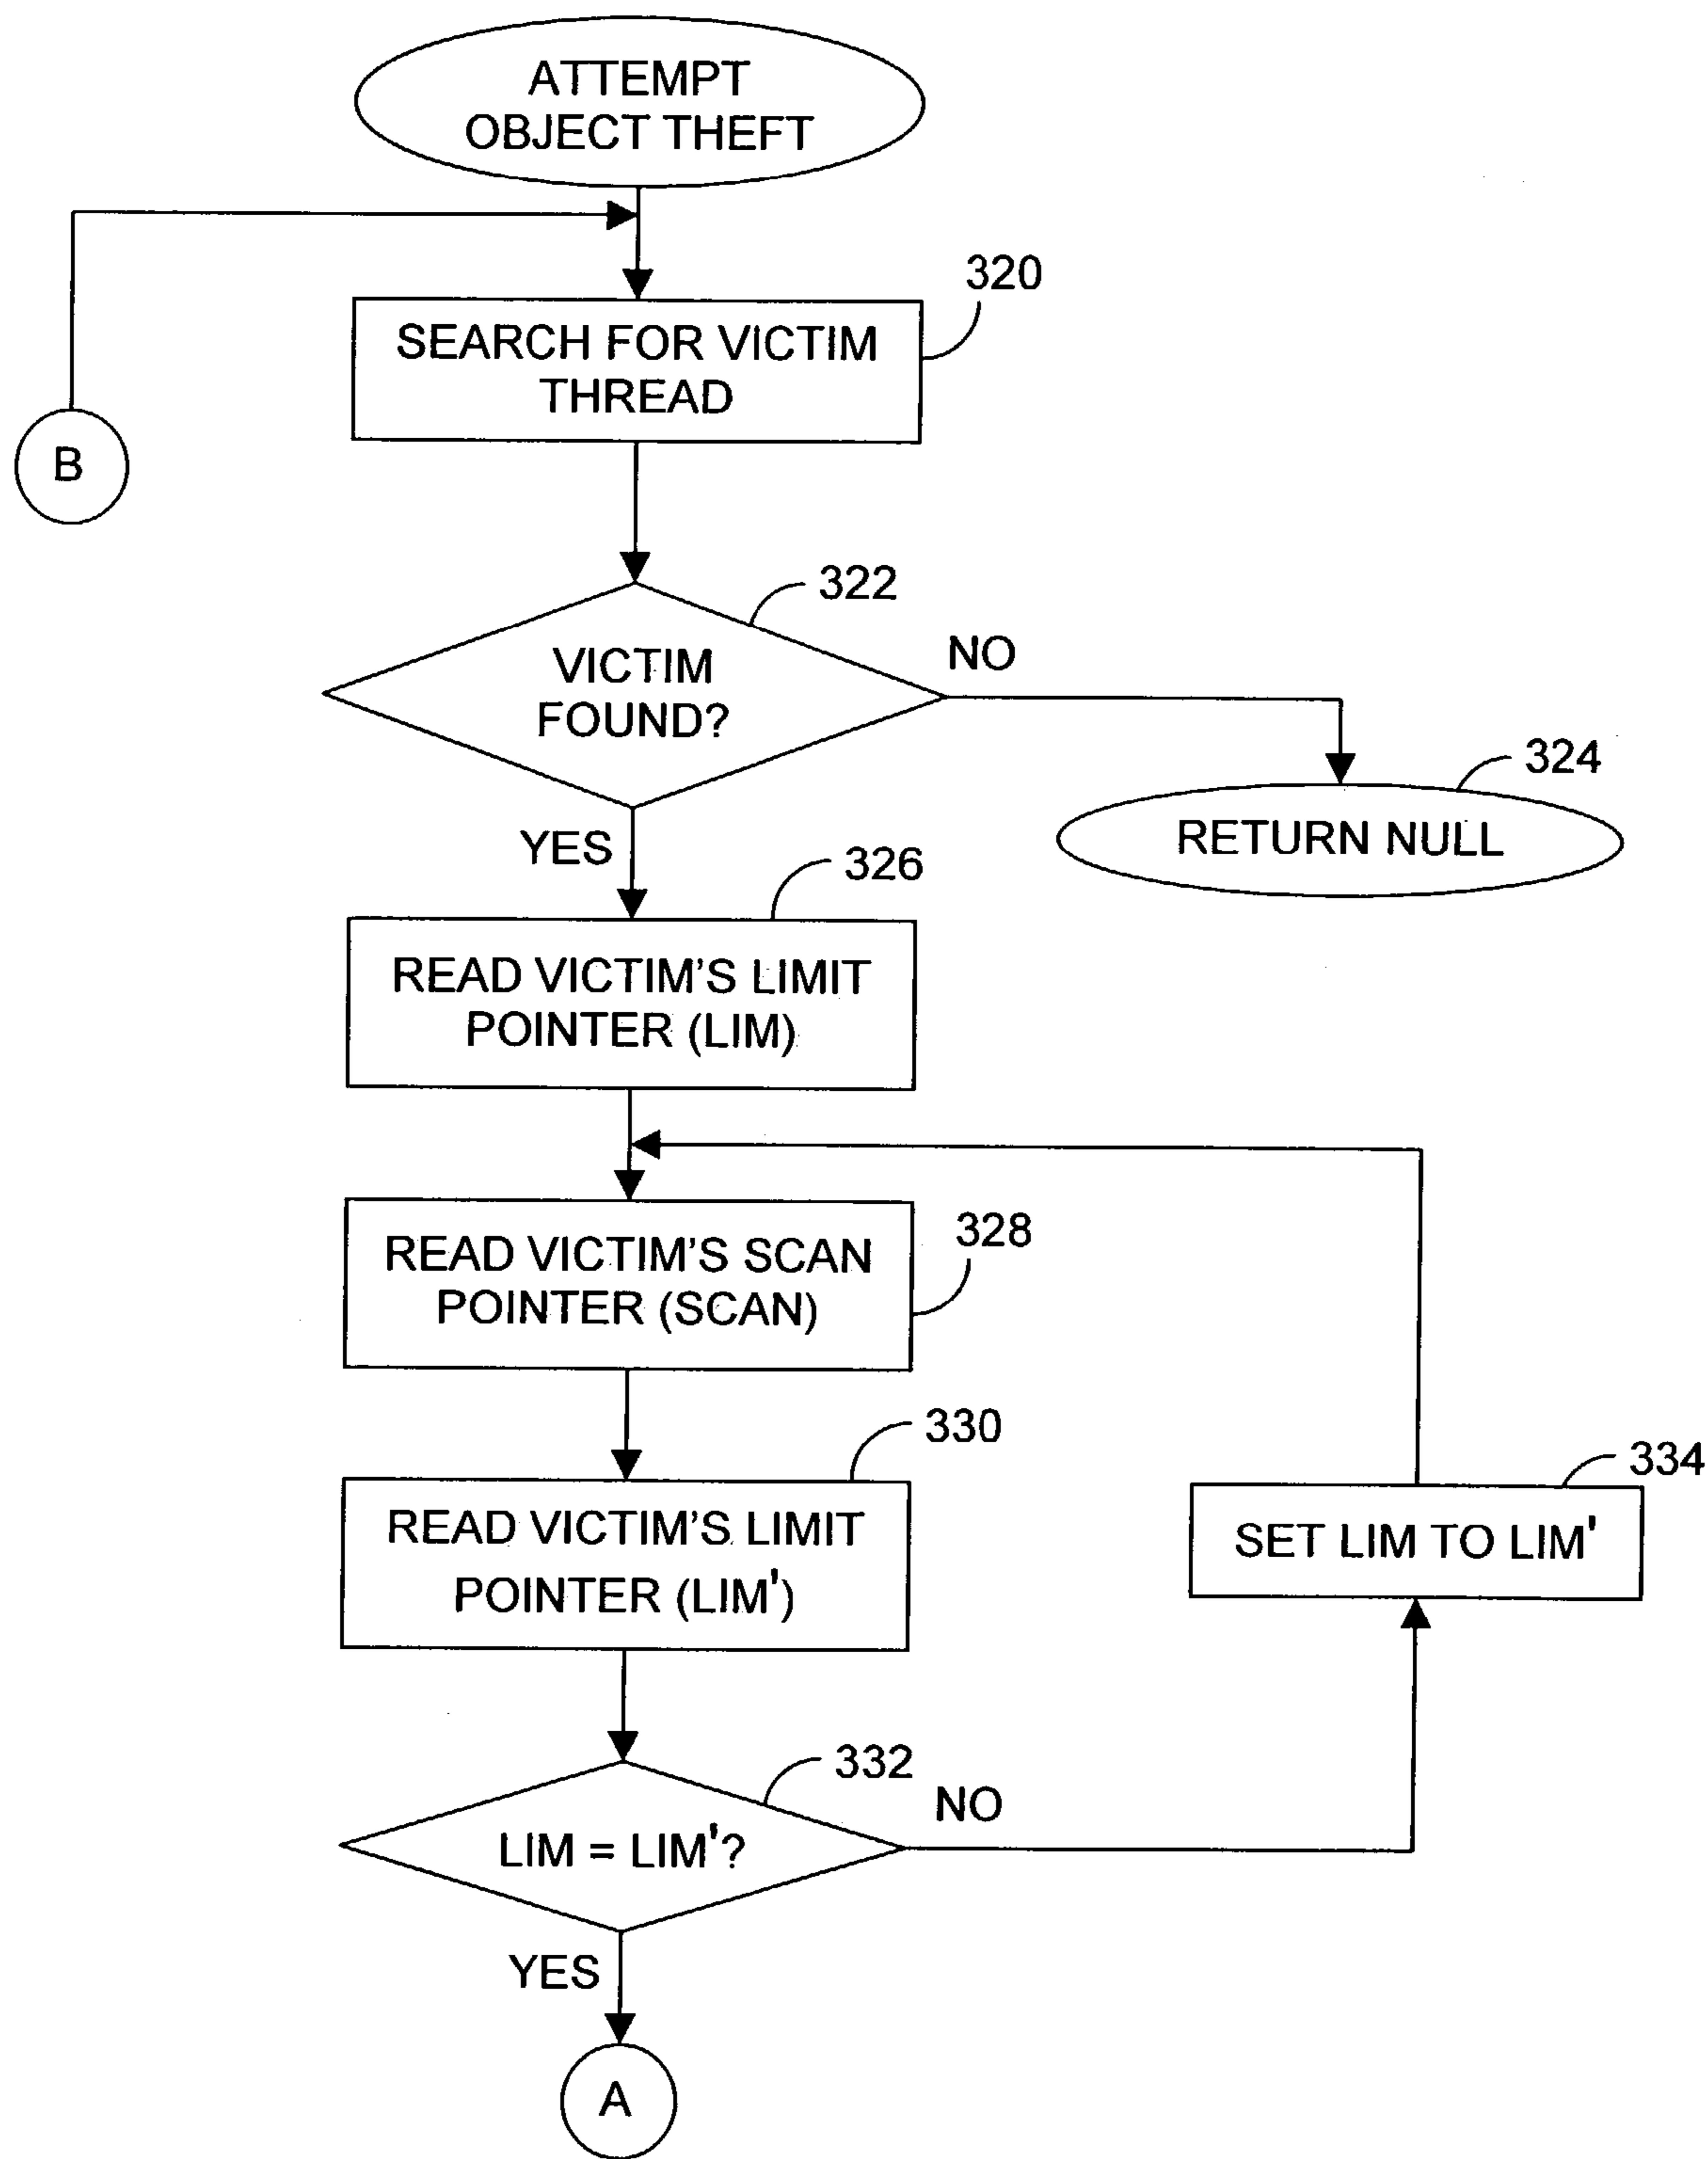 ATTEMPT
OBJECT THEFT
320
SEARCH FOR VICTIM
THREAD
B
322
VICTIM
FOUND?
NO
324
RETURN NULL
YES
326
READ VICTIM'S LIMIT
POINTER (LIM)
328
READ VICTIM'S SCAN
POINTER (SCAN)
330
READ VICTIM'S LIMIT
POINTER (LIM')
334
SET LIM TO LIM'
332
LIM = LIM'?
NO
YES
A